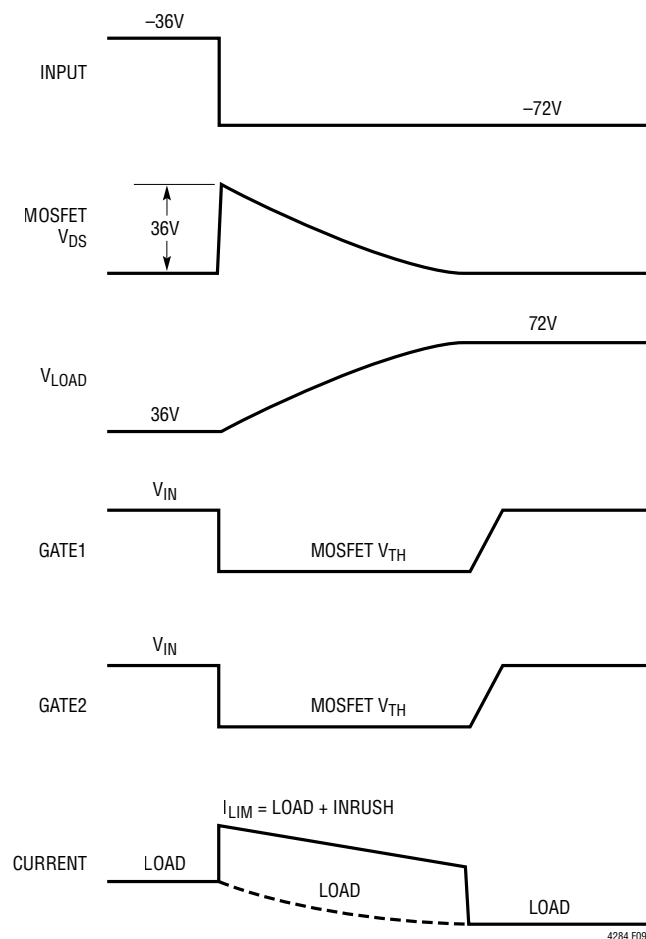 –36V
INPUT
–72V
MOSFET
VDS
36V
72V
VLOAD
36V
VIN
GATE1
MOSFET VTH
VIN
GATE2
MOSFET VTH
ILIM = LOAD + INRUSH
CURRENT
LOAD
LOAD
LOAD
4284 F09